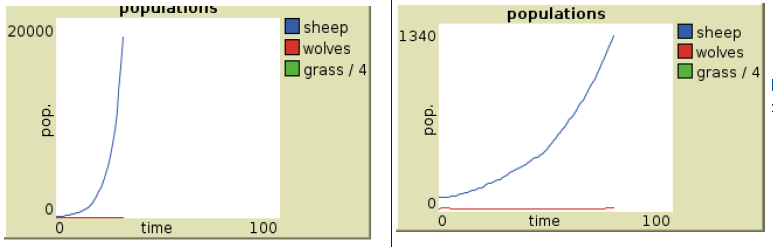 populations
20000
pop.
0
0 time 100
sheep
wolves
grass / 4
populations
1340
pop.
0
0 time 100
sheep
wolves
grass / 4